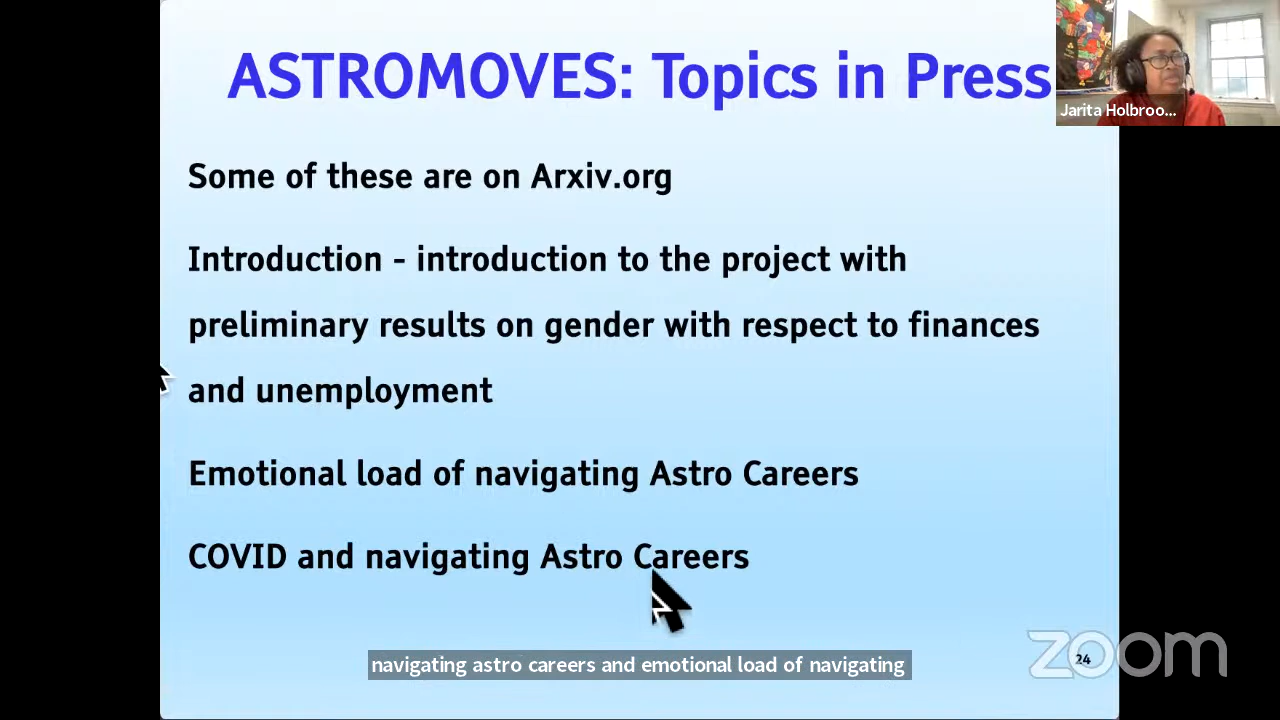 ASTROMOVES: Topics in Press
Jarita Holbroo...
Some of these are on Arxiv.org
Introduction - introduction to the project with
preliminary results on gender with respect to finances
and unemployment
Emotional load of navigating Astro Careers
COVID and navigating Astro Careers
navigating astro careers and emotional load of navigating
zoom
24